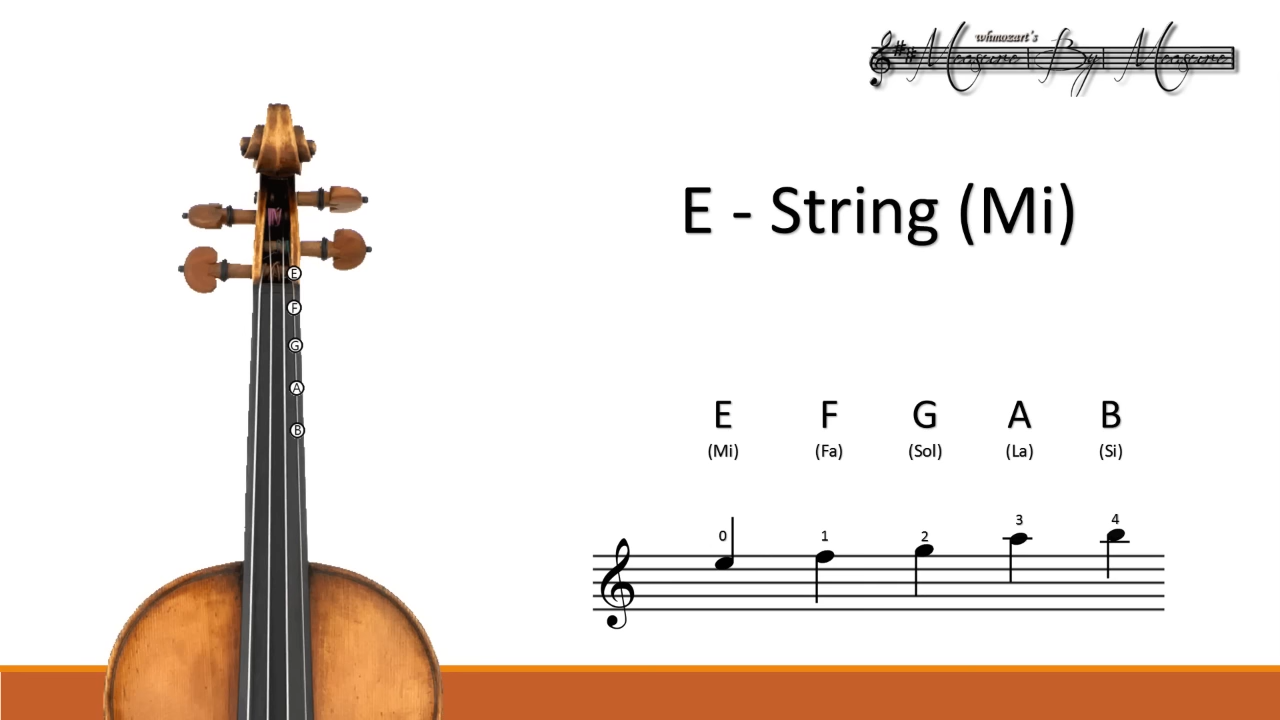 whmozart's
Measure By Measure
E - String (Mi)
E
F
G
A
B
E F G A B
(Mi) (Fa) (Sol) (La) (Si)
0 1 2 3 4